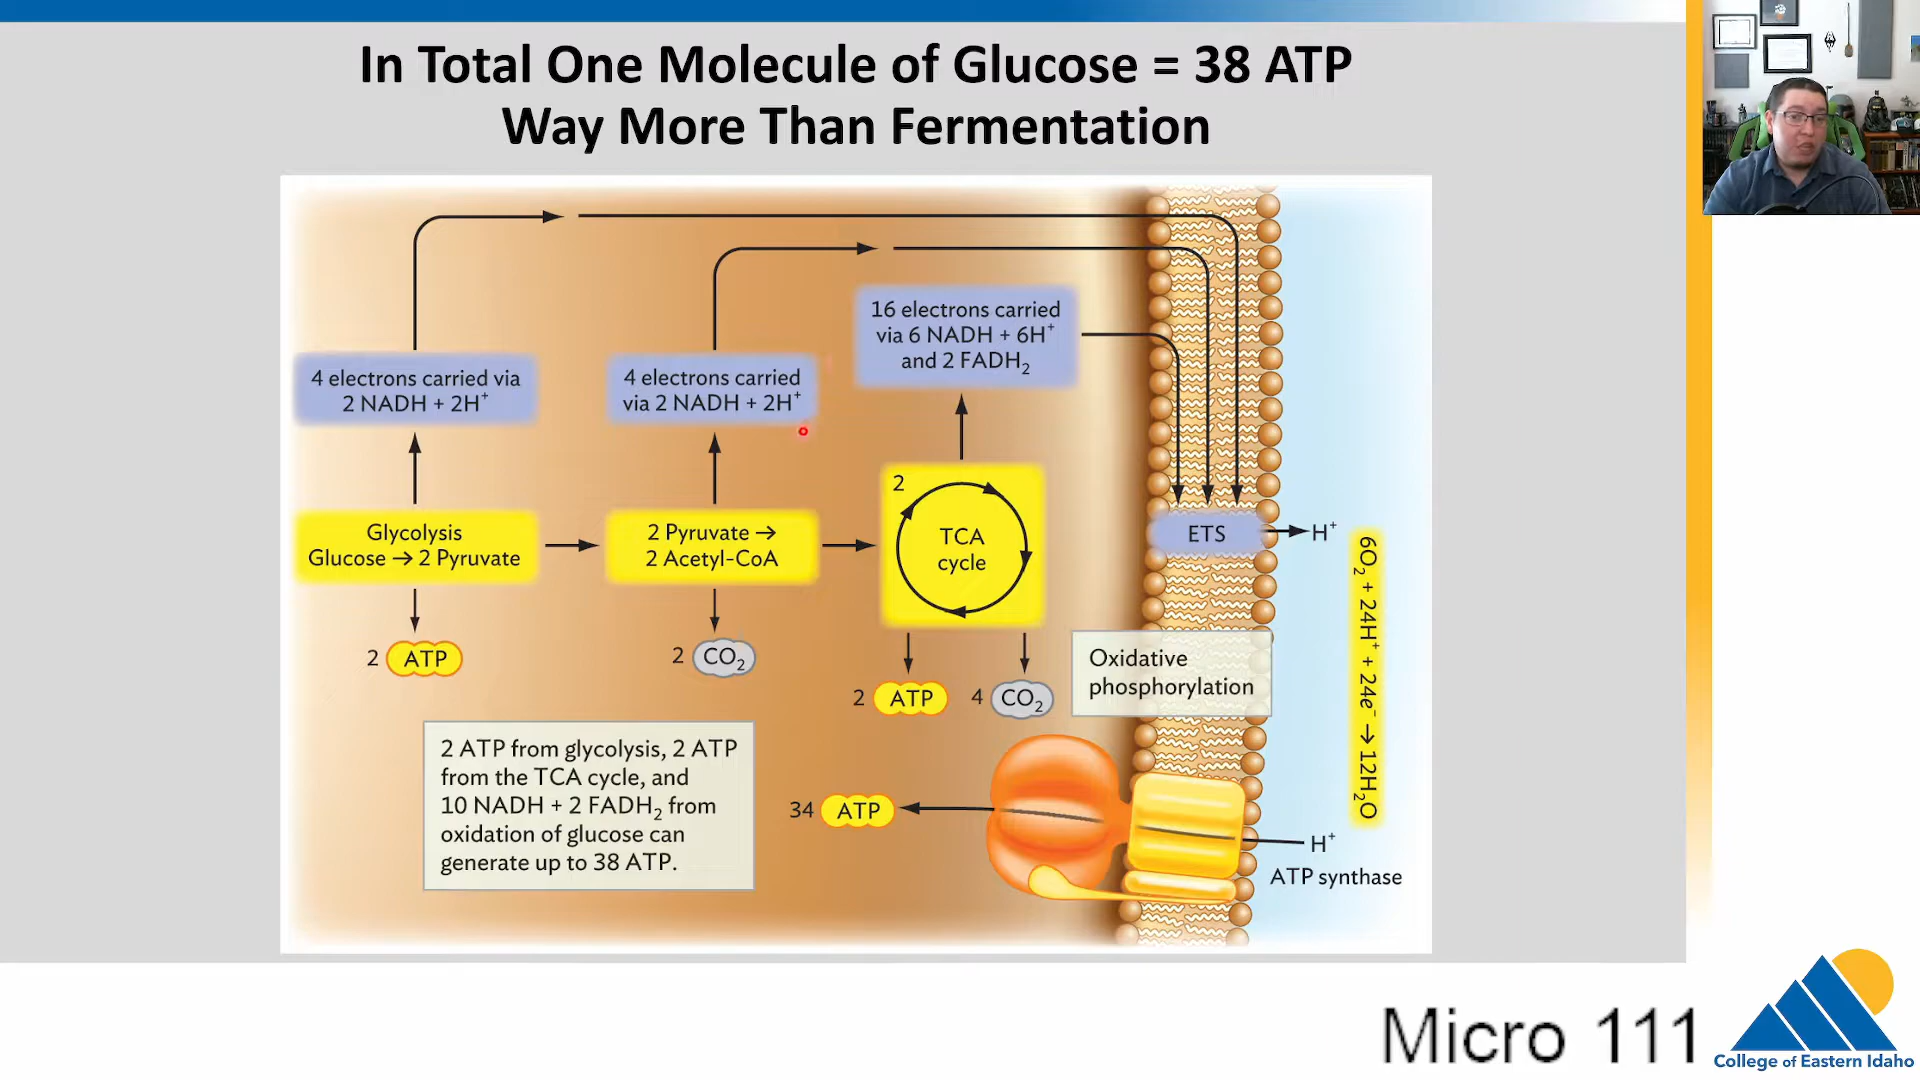 In Total One Molecule of Glucose = 38 ATP
Way More Than Fermentation
16 electrons carried
via 6 NADH + 6H⁺
and 2 FADH₂
4 electrons carried via
2 NADH + 2H⁺
4 electrons carried
via 2 NADH + 2H⁺
Glycolysis
Glucose → 2 Pyruvate
2 Pyruvate →
2 Acetyl-CoA
2
TCA
cycle
ETS
H⁺
6O₂ + 24H⁺ + 24e⁻ → 12H₂O
2 ATP
2 CO₂
2 ATP
4 CO₂
Oxidative
phosphorylation
2 ATP from glycolysis, 2 ATP
from the TCA cycle, and
10 NADH + 2 FADH₂ from
oxidation of glucose can
generate up to 38 ATP.
34 ATP
H⁺
ATP synthase
Micro 111
College of Eastern Idaho